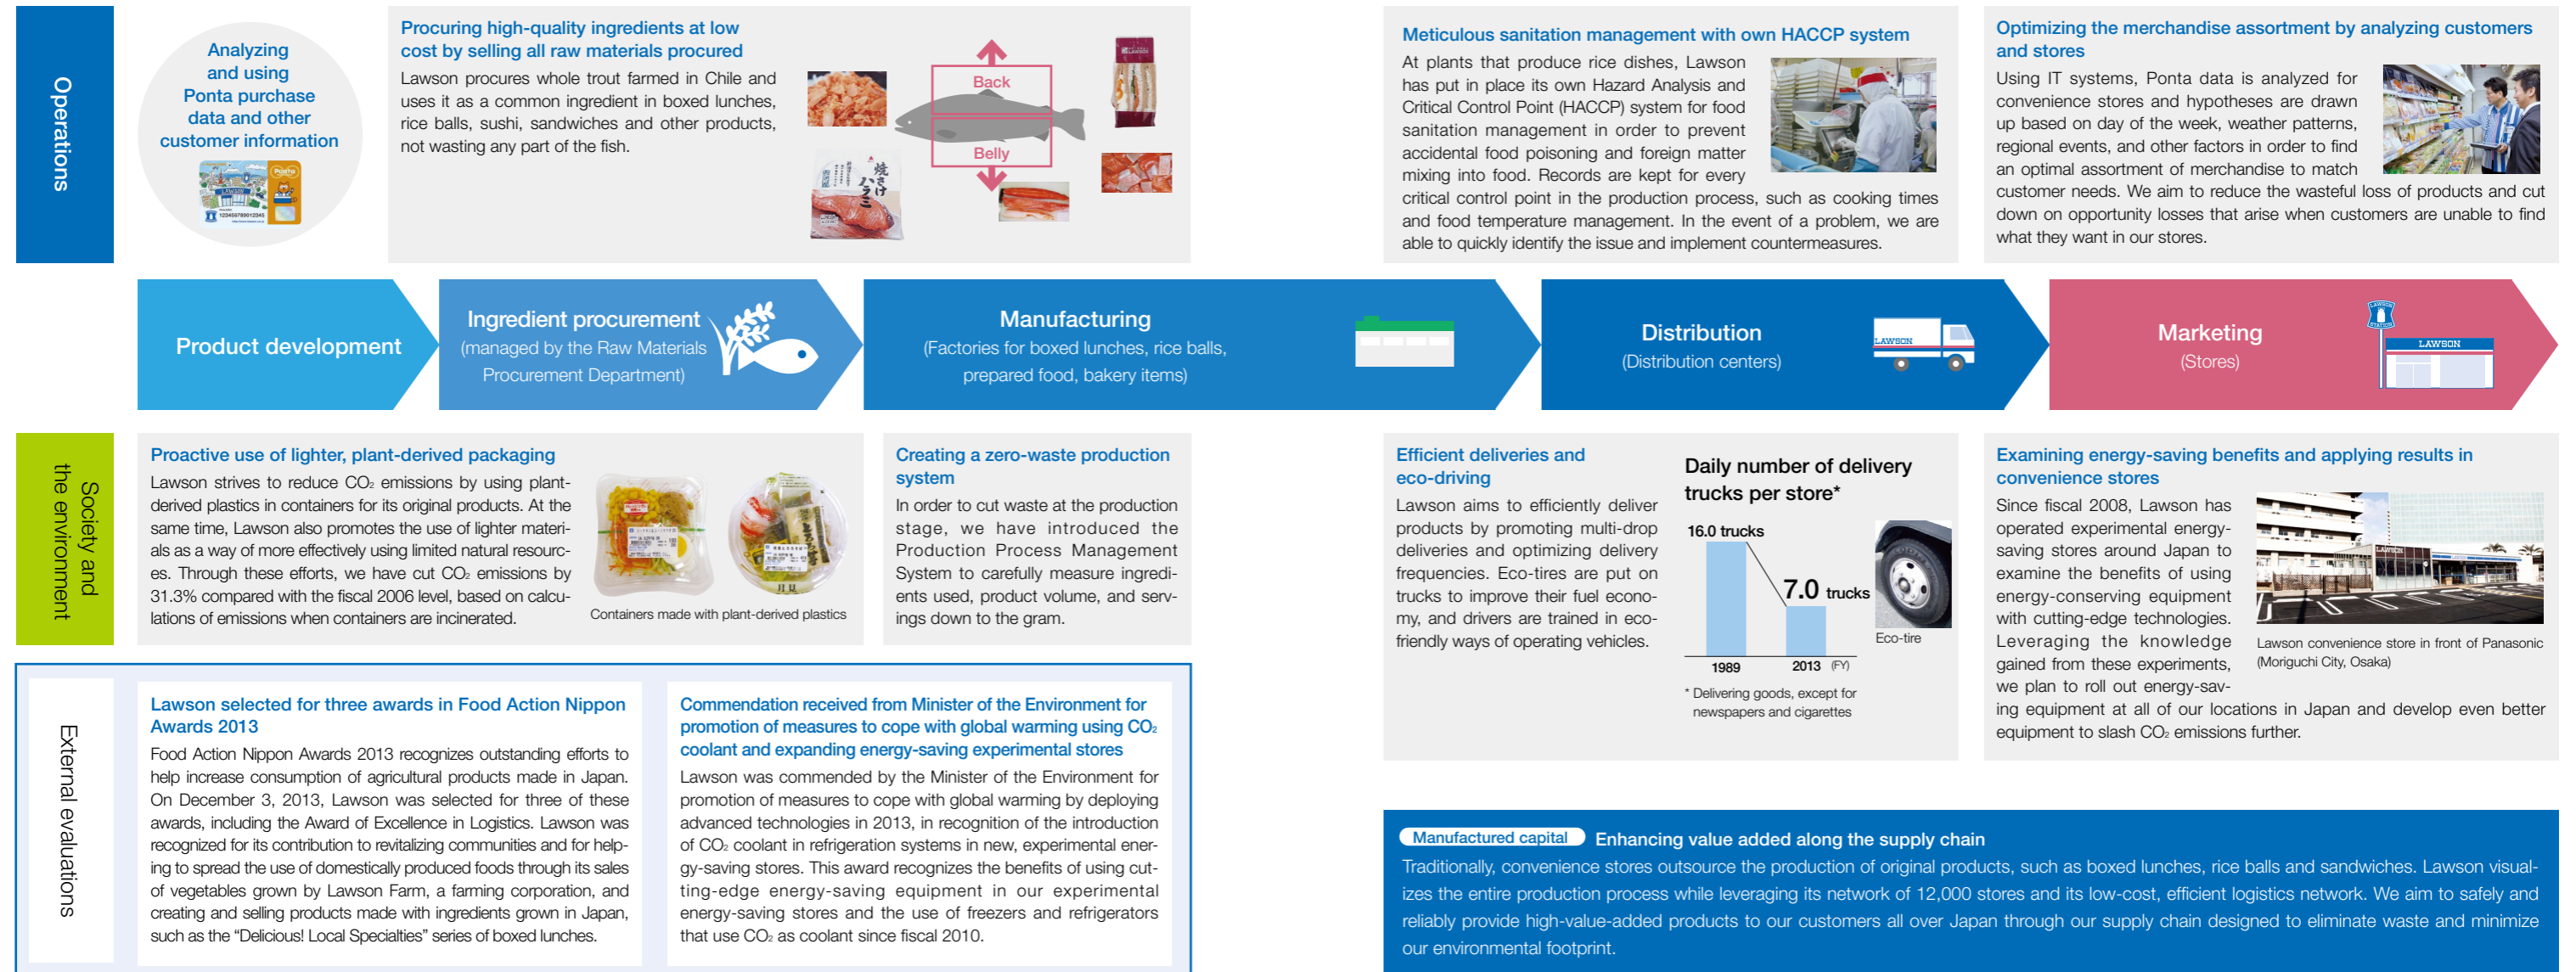 Operations
Analyzing
and using
Ponta purchase
data and other
customer information
Ponta
LAWSON
Procuring high-quality ingredients at low
cost by selling all raw materials procured
Lawson procures whole trout farmed in Chile and
uses it as a common ingredient in boxed lunches,
rice balls, sushi, sandwiches and other products,
not wasting any part of the fish.
Back
Belly
焼さけ
ハラミ
Meticulous sanitation management with own HACCP system
At plants that produce rice dishes, Lawson
has put in place its own Hazard Analysis and
Critical Control Point (HACCP) system for food
sanitation management in order to prevent
accidental food poisoning and foreign matter
mixing into food. Records are kept for every
critical control point in the production process, such as cooking times
and food temperature management. In the event of a problem, we are
able to quickly identify the issue and implement countermeasures.
Optimizing the merchandise assortment by analyzing customers
and stores
Using IT systems, Ponta data is analyzed for
convenience stores and hypotheses are drawn
up based on day of the week, weather patterns,
regional events, and other factors in order to find
an optimal assortment of merchandise to match
customer needs. We aim to reduce the wasteful loss of products and cut
down on opportunity losses that arise when customers are unable to find
what they want in our stores.
Product development
Ingredient procurement
(managed by the Raw Materials
Procurement Department)
Manufacturing
(Factories for boxed lunches, rice balls,
prepared food, bakery items)
Distribution
(Distribution centers)
LAWSON
Marketing
(Stores)
LAWSON
STATION
LAWSON
Society and
the environment
Proactive use of lighter, plant-derived packaging
Lawson strives to reduce CO₂ emissions by using plant-
derived plastics in containers for its original products. At the
same time, Lawson also promotes the use of lighter materi-
als as a way of more effectively using limited natural resourc-
es. Through these efforts, we have cut CO₂ emissions by
31.3% compared with the fiscal 2006 level, based on calcu-
lations of emissions when containers are incinerated.
Containers made with plant-derived plastics
Creating a zero-waste production
system
In order to cut waste at the production
stage, we have introduced the
Production Process Management
System to carefully measure ingredi-
ents used, product volume, and serv-
ings down to the gram.
Efficient deliveries and
eco-driving
Lawson aims to efficiently deliver
products by promoting multi-drop
deliveries and optimizing delivery
frequencies. Eco-tires are put on
trucks to improve their fuel econo-
my, and drivers are trained in eco-
friendly ways of operating vehicles.
Daily number of delivery
trucks per store*
16.0 trucks
7.0 trucks
1989
2013 (FY)
* Delivering goods, except for
newspapers and cigarettes
Eco-tire
Examining energy-saving benefits and applying results in
convenience stores
Since fiscal 2008, Lawson has
operated experimental energy-
saving stores around Japan to
examine the benefits of using
energy-conserving equipment
with cutting-edge technologies.
Leveraging the knowledge
gained from these experiments,
we plan to roll out energy-sav-
ing equipment at all of our locations in Japan and develop even better
equipment to slash CO₂ emissions further.
LAWSON
Lawson convenience store in front of Panasonic
(Moriguchi City, Osaka)
External evaluations
Lawson selected for three awards in Food Action Nippon
Awards 2013
Food Action Nippon Awards 2013 recognizes outstanding efforts to
help increase consumption of agricultural products made in Japan.
On December 3, 2013, Lawson was selected for three of these
awards, including the Award of Excellence in Logistics. Lawson was
recognized for its contribution to revitalizing communities and for help-
ing to spread the use of domestically produced foods through its sales
of vegetables grown by Lawson Farm, a farming corporation, and
creating and selling products made with ingredients grown in Japan,
such as the “Delicious! Local Specialties” series of boxed lunches.
Commendation received from Minister of the Environment for
promotion of measures to cope with global warming using CO₂
coolant and expanding energy-saving experimental stores
Lawson was commended by the Minister of the Environment for
promotion of measures to cope with global warming by deploying
advanced technologies in 2013, in recognition of the introduction
of CO₂ coolant in refrigeration systems in new, experimental ener-
gy-saving stores. This award recognizes the benefits of using cut-
ting-edge energy-saving equipment in our experimental
energy-saving stores and the use of freezers and refrigerators
that use CO₂ as coolant since fiscal 2010.
Manufactured capital Enhancing value added along the supply chain
Traditionally, convenience stores outsource the production of original products, such as boxed lunches, rice balls and sandwiches. Lawson visual-
izes the entire production process while leveraging its network of 12,000 stores and its low-cost, efficient logistics network. We aim to safely and
reliably provide high-value-added products to our customers all over Japan through our supply chain designed to eliminate waste and minimize
our environmental footprint.